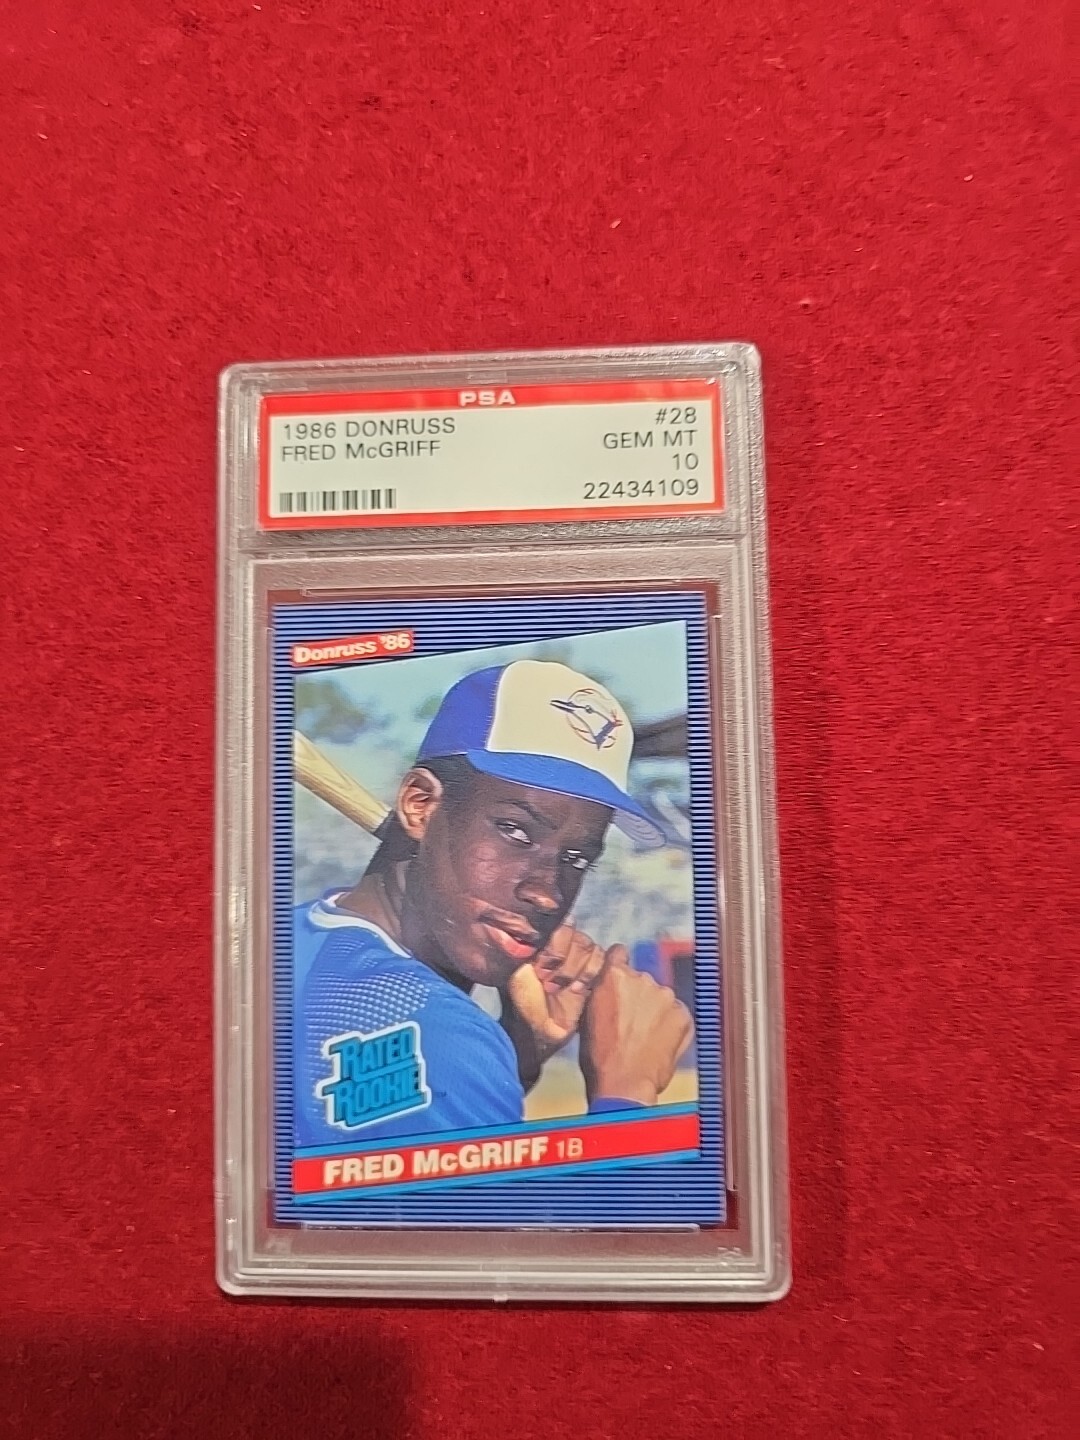 PSA
1986 DONRUSS #28
FRED McGRIFF GEM MT
10
22434109
Donruss '86
RATED
ROOKIE
FRED McGRIFF 1B